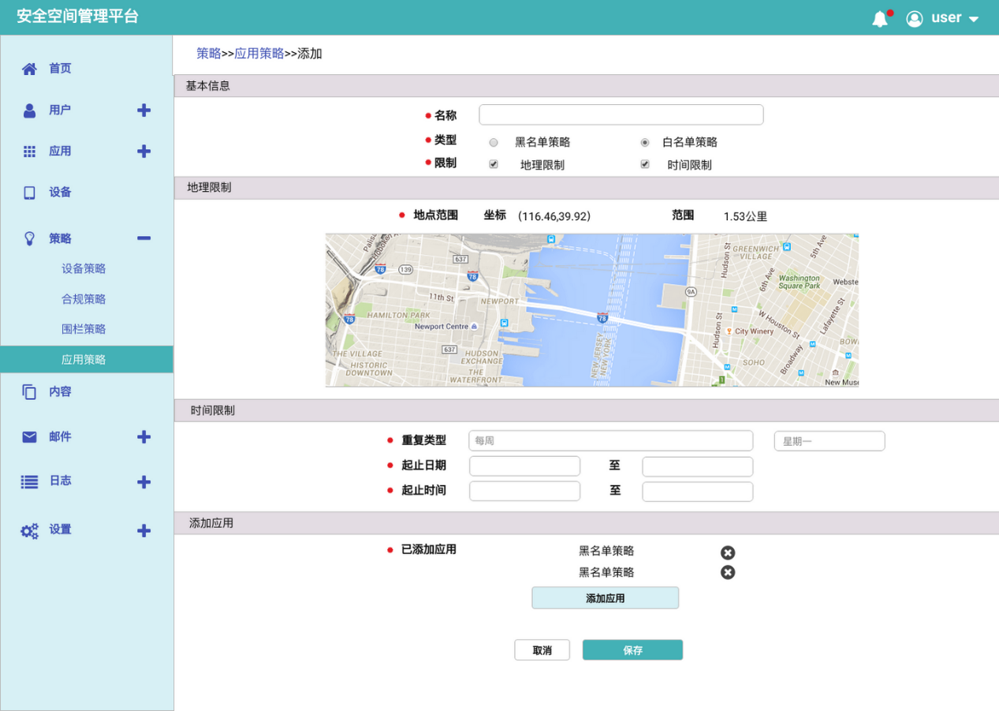 安全空间管理平台
user
首页
用户
应用
设备
策略
设备策略
合规策略
围栏策略
应用策略
内容
邮件
日志
设置
策略>>应用策略>>添加
基本信息
名称
类型 黑名单策略 白名单策略
限制 地理限制 时间限制
地理限制
地点范围 坐标 (116.46,39.92) 范围 1.53公里
Hoboken
637
139
78
78
11th St
NEWPORT
HAMILTON PARK
78
Newport Centre
637
THE VILLAGE
HISTORIC
DOWNTOWN
HUDSON
EXCHANGE
THE
WATERFRONT
78
NEW JERSEY
NEW YORK
9A
Hudson St
GREENWICH
VILLAGE
5th Ave
6th Ave
Washington
Square Park
Webste
Lafayette St
W Houston St
Hudson St
City Winery
Broadway
BOW
SOHO
1
New Muse
时间限制
重复类型 每周 星期一
起止日期 至
起止时间 至
添加应用
已添加应用 黑名单策略
黑名单策略
添加应用
取消 保存